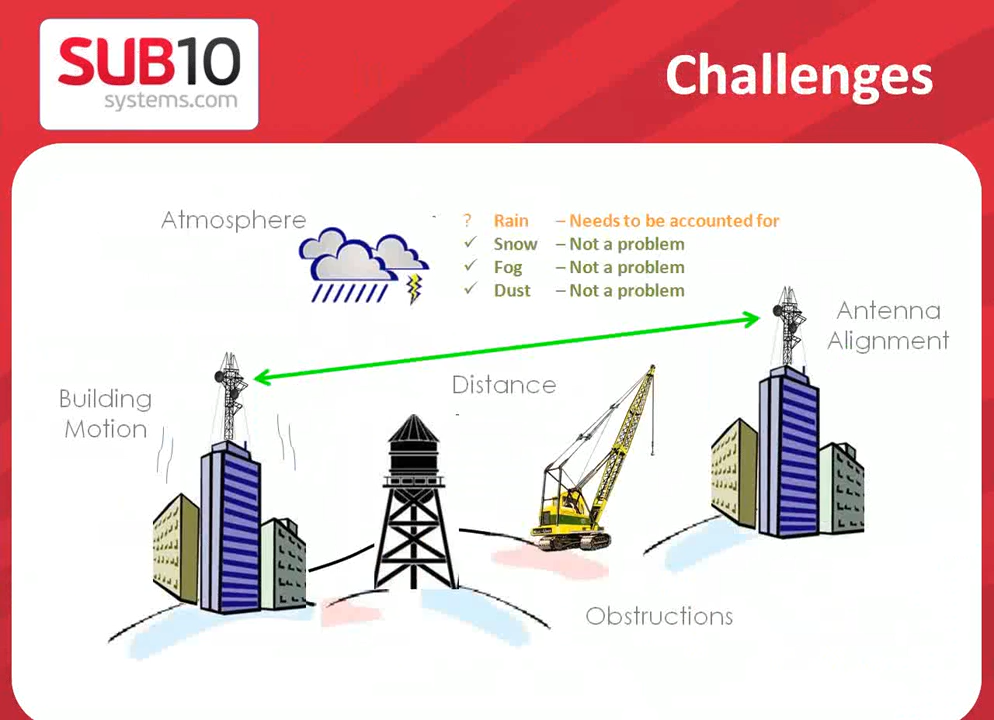 SUB10
systems.com
Challenges
Atmosphere
? Rain – Needs to be accounted for
✓ Snow – Not a problem
✓ Fog – Not a problem
✓ Dust – Not a problem
Antenna
Alignment
Building
Motion
Distance
Obstructions